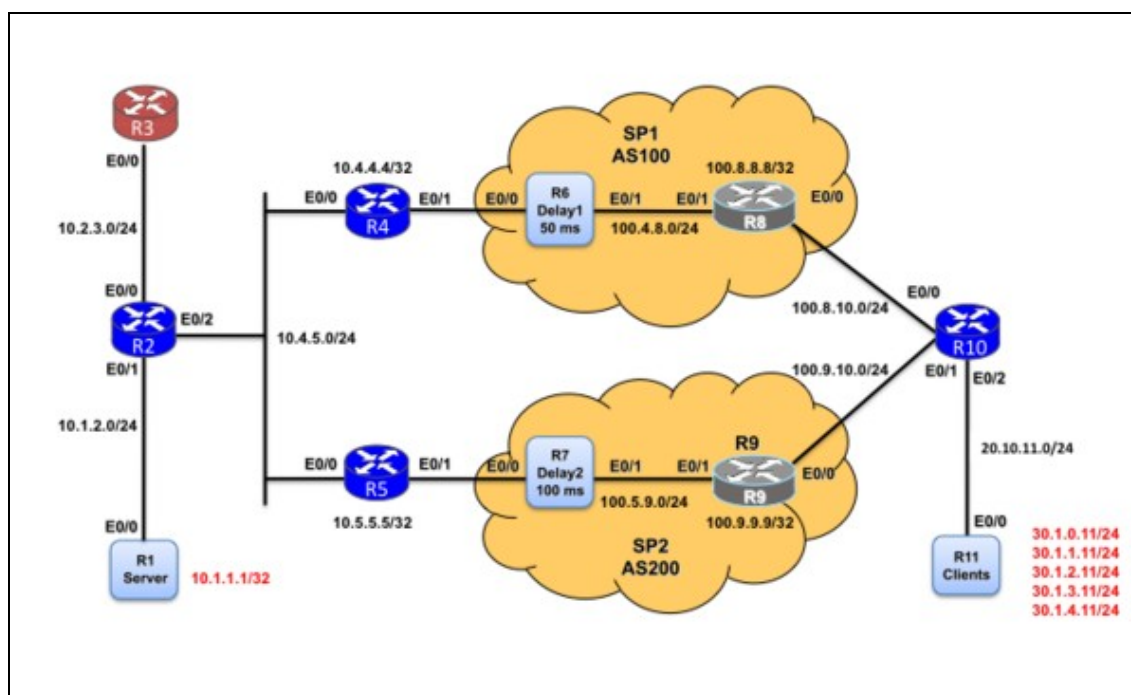 R3
E0/0
10.2.3.0/24
E0/0
R2
E0/2
E0/1
10.1.2.0/24
E0/0
R1
Server
10.1.1.1/32
10.4.5.0/24
10.4.4.4/32
E0/0
R4
E0/1
E0/0
R5
E0/1
10.5.5.5/32
SP1
AS100
E0/0
R6
Delay1
50 ms
E0/1
100.4.8.0/24
E0/1
100.8.8.8/32
R8
E0/0
SP2
AS200
E0/0
R7
Delay2
100 ms
E0/1
100.5.9.0/24
E0/1
R9
R9
E0/0
100.9.9.9/32
100.8.10.0/24
100.9.10.0/24
E0/0
R10
E0/1
E0/2
20.10.11.0/24
E0/0
R11
Clients
30.1.0.11/24
30.1.1.11/24
30.1.2.11/24
30.1.3.11/24
30.1.4.11/24